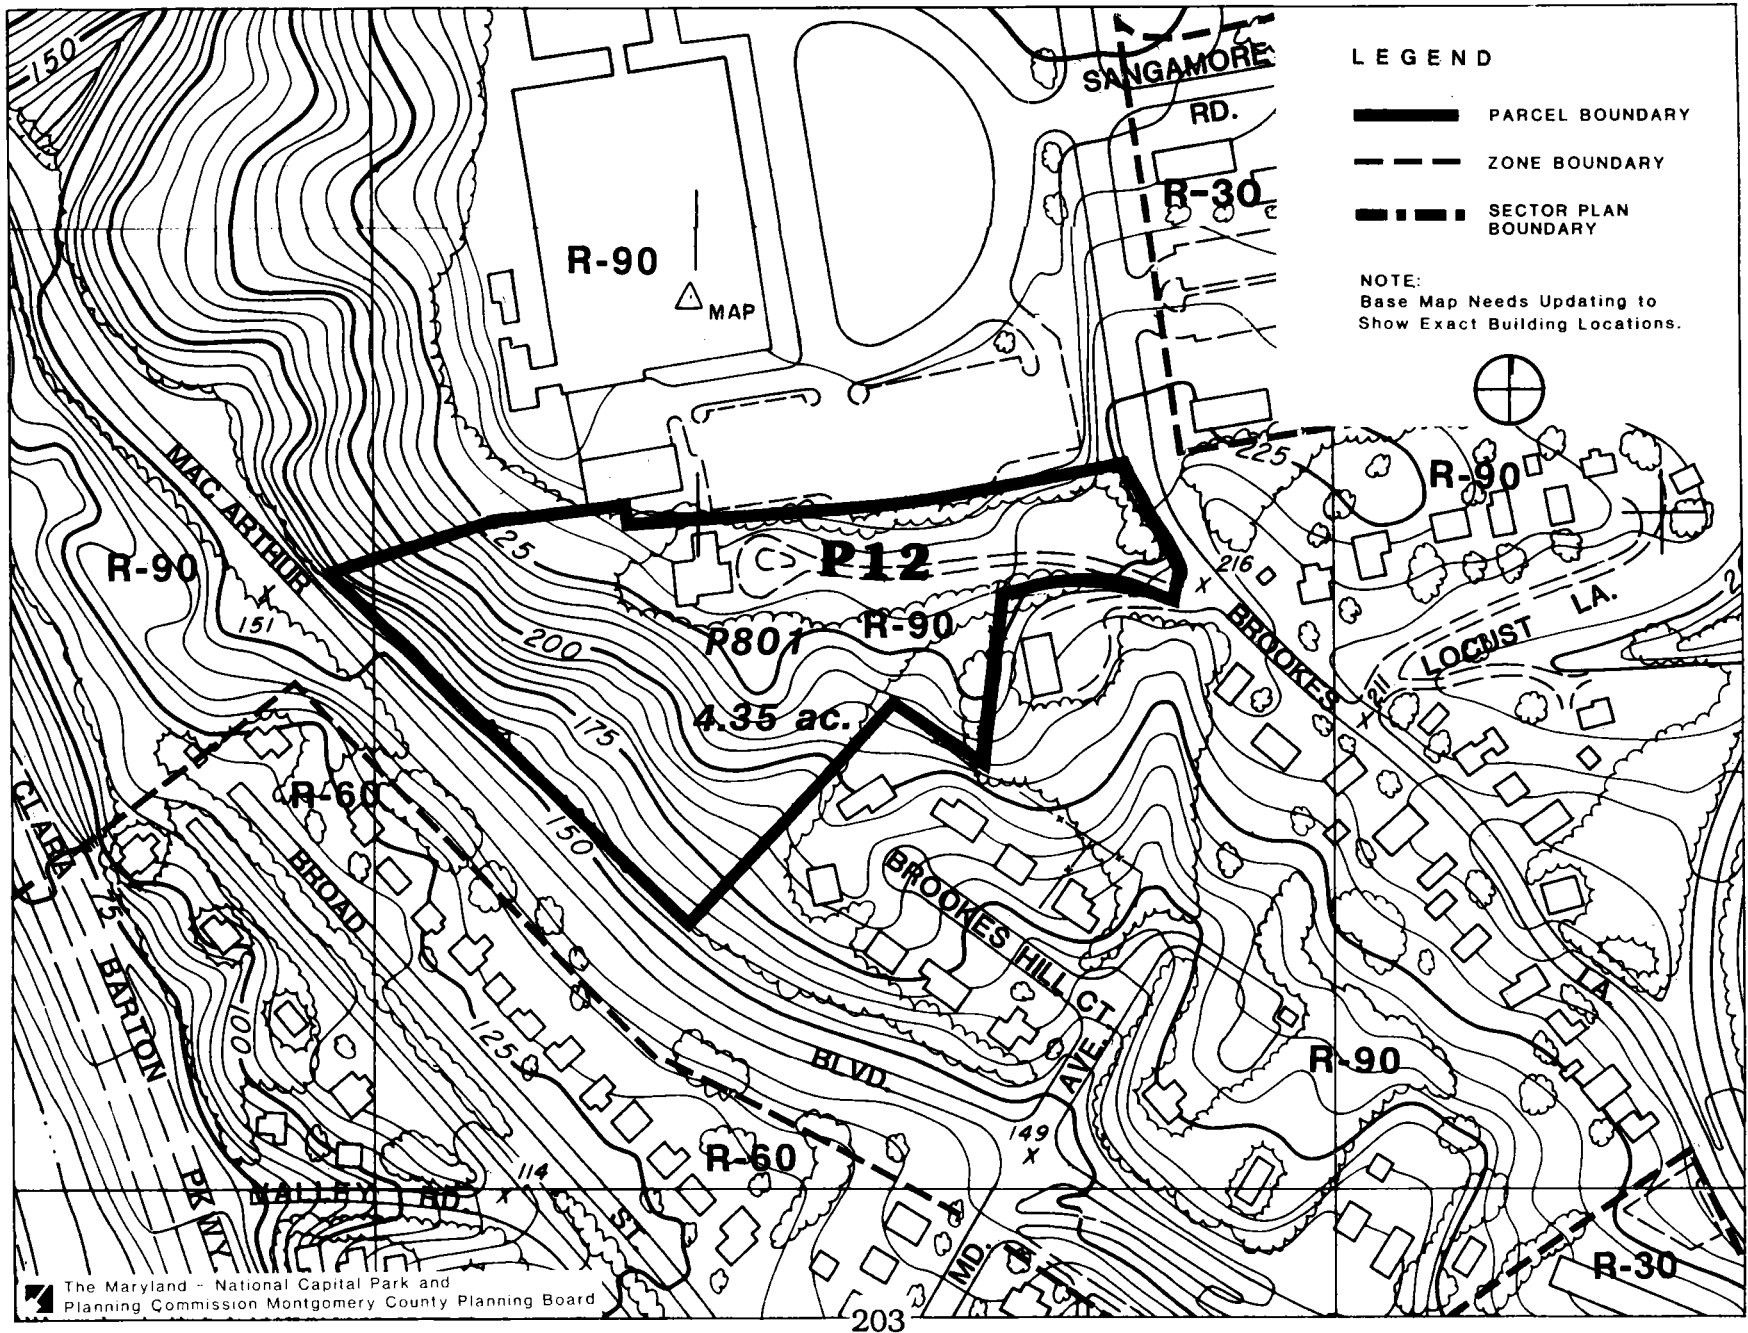 150
SANGAMORE
RD.
R-30
R-90
MAP
LEGEND
PARCEL BOUNDARY
ZONE BOUNDARY
SECTOR PLAN
BOUNDARY
NOTE:
Base Map Needs Updating to
Show Exact Building Locations.
225
R-90
MAC ARTHUR
R-90
151
25
P12
216
BROOKES
LA.
LOCUST
211
200
P801
R-90
175
4.35 ac.
R-60
150
CLARA
BROAD
BROOKES HILL CT.
75
BARTON
100
125
BLVD.
AVE.
LA.
R-90
149
R-60
114
PKWY
WALLEY RD.
ST.
MD.
R-30
The Maryland - National Capital Park and
Planning Commission Montgomery County Planning Board
203